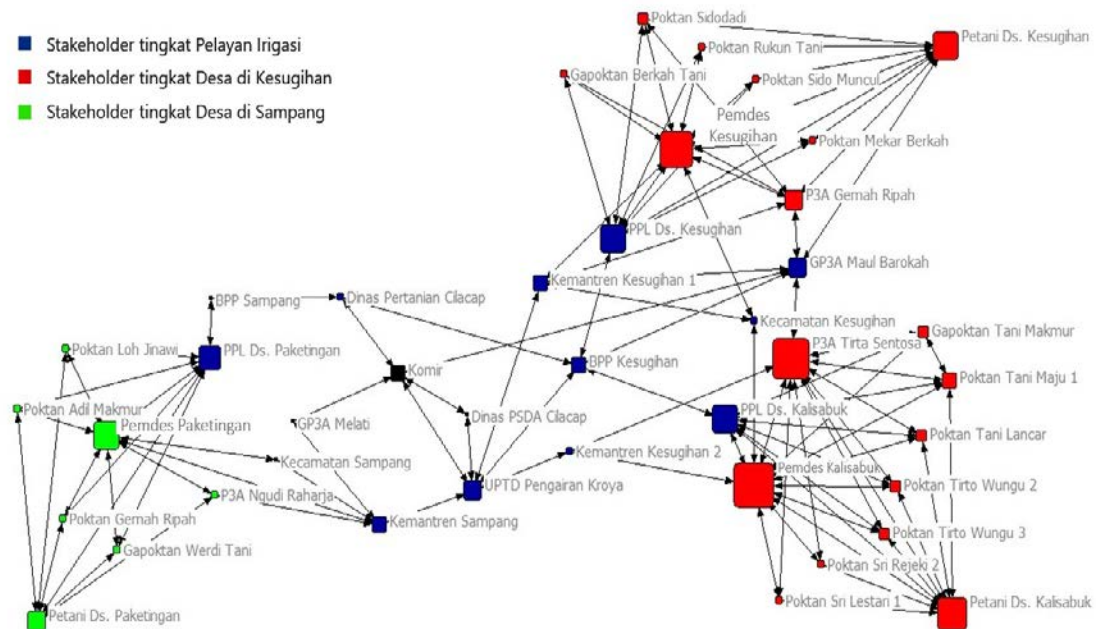 Stakeholder tingkat Pelayan Irigasi
Stakeholder tingkat Desa di Kesugihan
Stakeholder tingkat Desa di Sampang
Poktan Sidodadi
Petani Ds. Kesugihan
Poktan Rukun Tani
Gapoktan Berkah Tani
Poktan Sido Muncul
Pemdes
Kesugihan
Poktan Mekar Berkah
P3A Gemah Ripah
PPL Ds. Kesugihan
GP3A Maul Barokah
Kemantren Kesugihan 1
BPP Sampang
Dinas Pertanian Cilacap
Kecamatan Kesugihan
Gapoktan Tani Makmur
P3A Tirta Sentosa
Poktan Loh Jinawi
PPL Ds. Paketingan
BPP Kesugihan
Komir
Poktan Tani Maju 1
Poktan Adil Makmur
Dinas PSDA Cilacap
PPL Ds. Kalisabuk
GP3A Melati
Pemdes Paketingan
Poktan Tani Lancar
Kemantren Kesugihan 2
Kecamatan Sampang
Pemdes Kalisabuk
UPTD Pengairan Kroya
Poktan Tirto Wungu 2
P3A Ngudi Raharja
Poktan Gemah Ripah
Kemantren Sampang
Poktan Tirto Wungu 3
Gapoktan Werdi Tani
Poktan Sri Rejeki 2
Poktan Sri Lestari 1
Petani Ds. Paketingan
Petani Ds. Kalisabuk